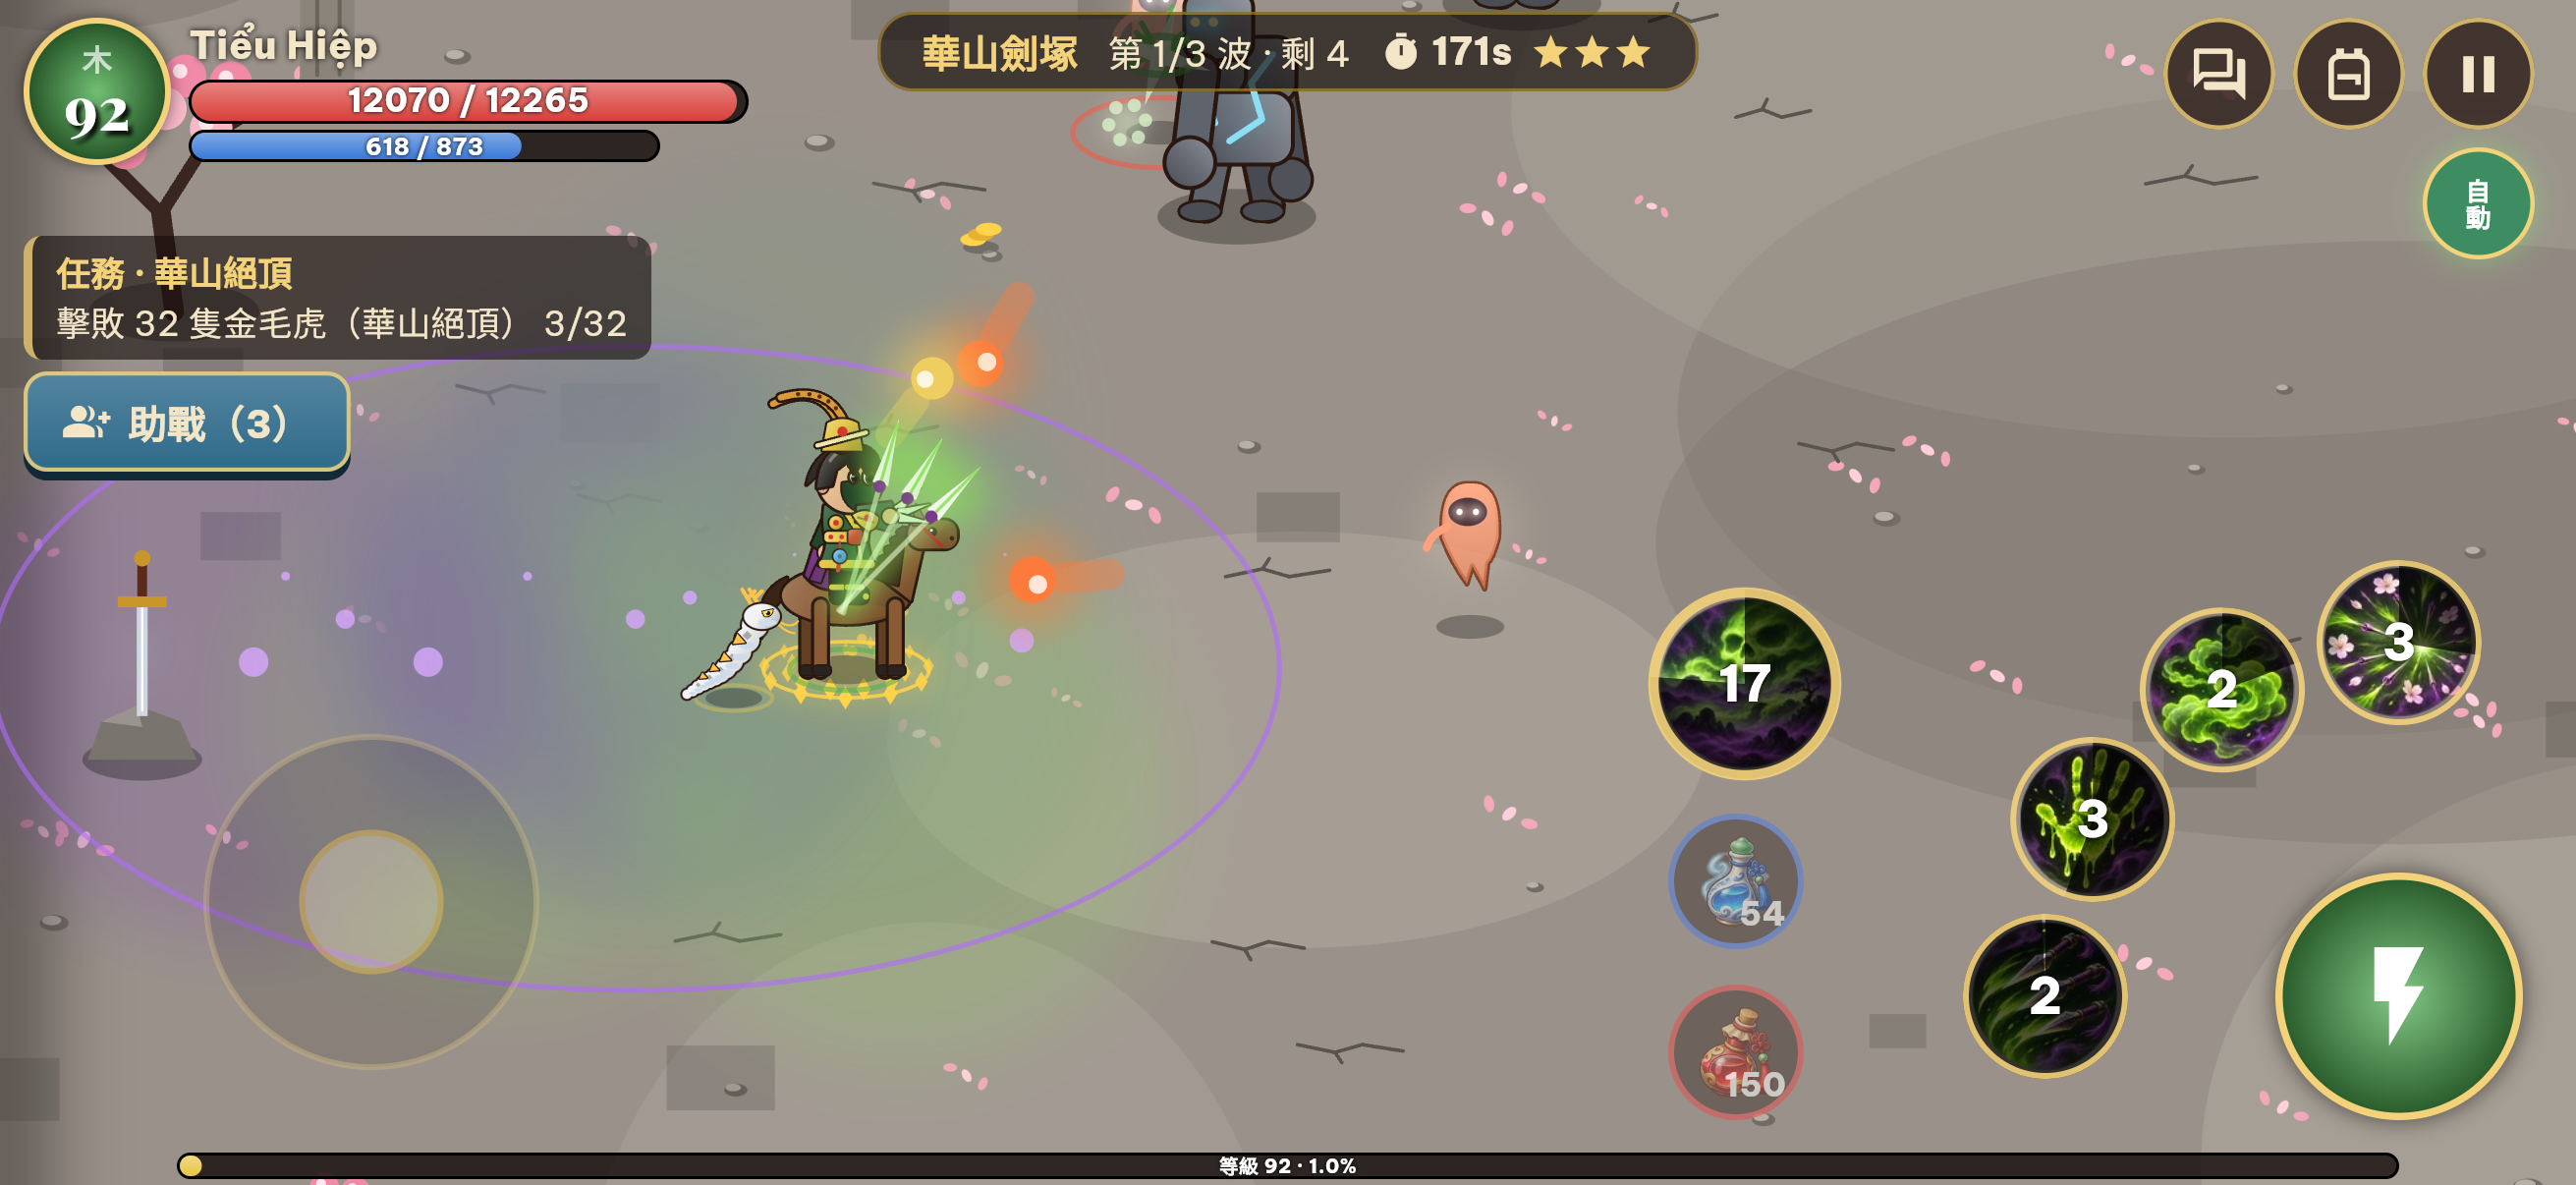 木
92
Tiểu Hiệp
12070 / 12265
618 / 873
華山劍塚 第 1/3 波 · 剩 4 171s
自動
任務 · 華山絕頂
擊敗 32 隻金毛虎（華山絕頂） 3/32
助戰（3）
17
2
3
3
2
54
150
等級 92 · 1.0%